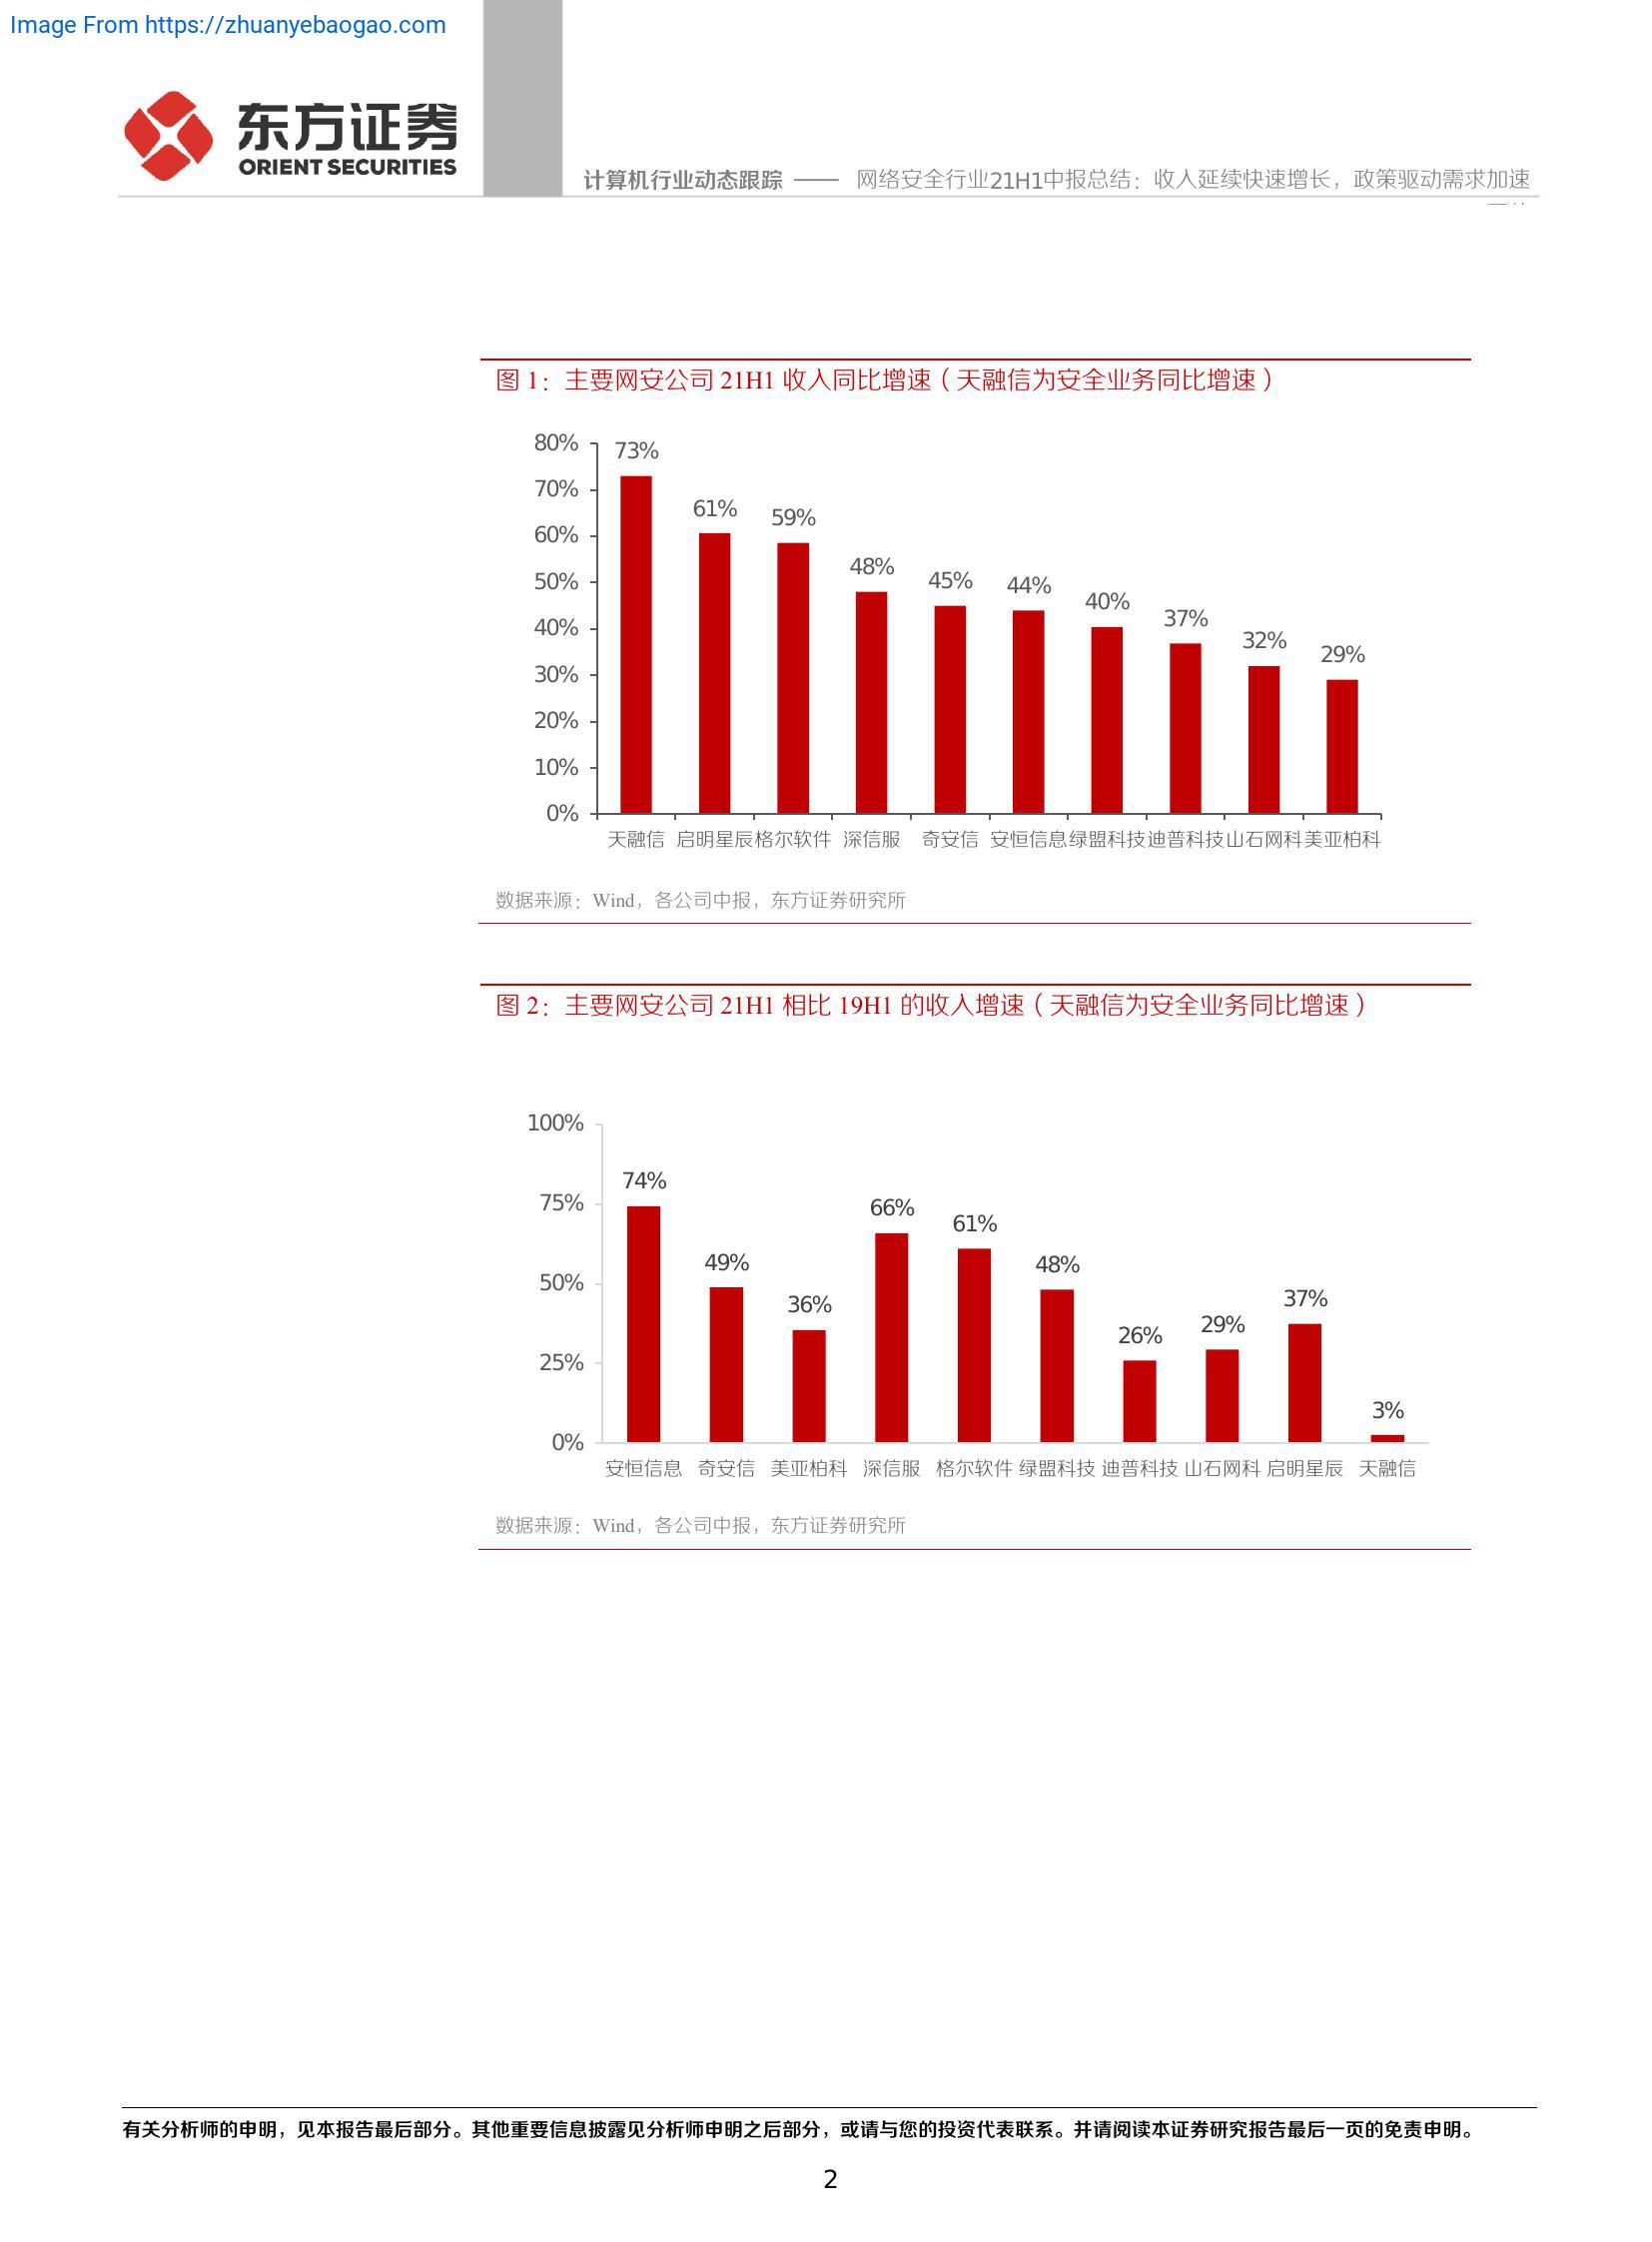 Image From https://zhuanyebaogao.com
东方证券
ORIENT SECURITIES
计算机行业动态跟踪 —— 网络安全行业21H1中报总结：收入延续快速增长，政策驱动需求加速
图 1：主要网安公司 21H1 收入同比增速（天融信为安全业务同比增速）
80%
70%
60%
50%
40%
30%
20%
10%
0%
73% 61% 59% 48% 45% 44% 40% 37% 32% 29%
天融信 启明星辰 格尔软件 深信服 奇安信 安恒信息 绿盟科技 迪普科技 山石网科 美亚柏科
数据来源：Wind，各公司中报，东方证券研究所
图 2：主要网安公司 21H1 相比 19H1 的收入增速（天融信为安全业务同比增速）
100%
75%
50%
25%
0%
74% 49% 36% 66% 61% 48% 26% 29% 37% 3%
安恒信息 奇安信 美亚柏科 深信服 格尔软件 绿盟科技 迪普科技 山石网科 启明星辰 天融信
数据来源：Wind，各公司中报，东方证券研究所
有关分析师的申明，见本报告最后部分。其他重要信息披露见分析师申明之后部分，或请与您的投资代表联系。并请阅读本证券研究报告最后一页的免责申明。
2